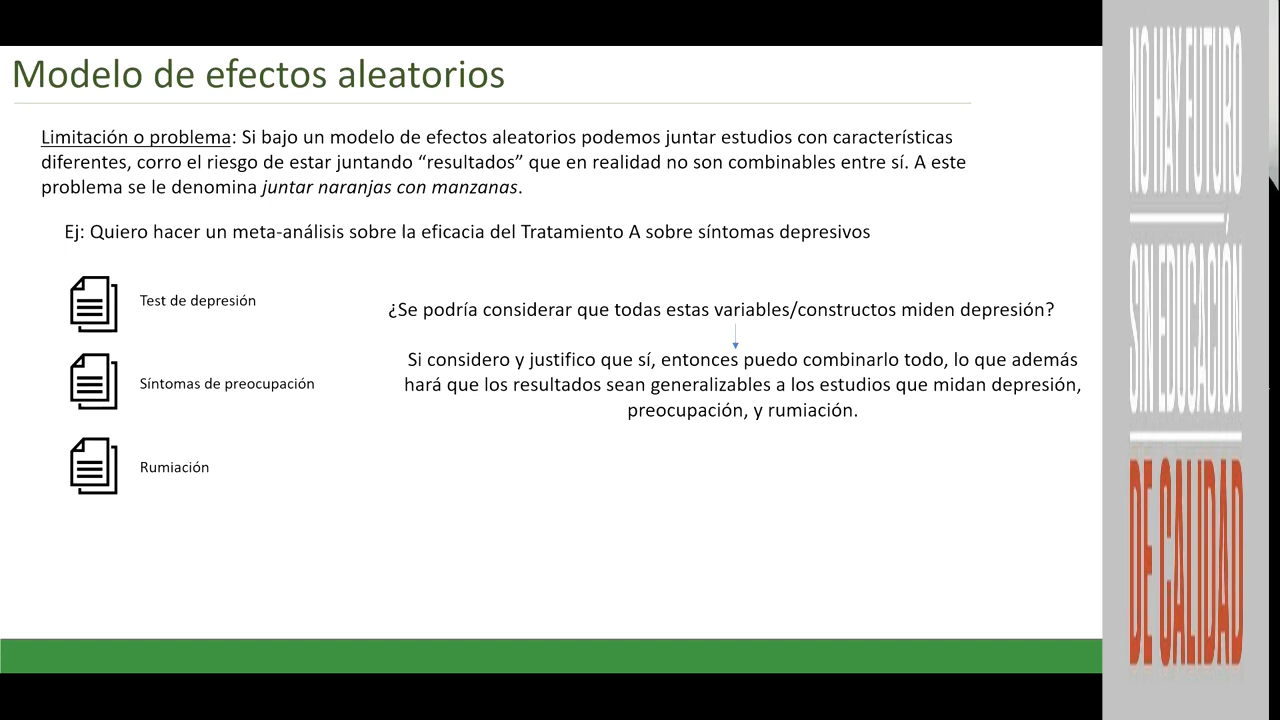 Modelo de efectos aleatorios
Limitación o problema: Si bajo un modelo de efectos aleatorios podemos juntar estudios con características
diferentes, corro el riesgo de estar juntando “resultados” que en realidad no son combinables entre sí. A este
problema se le denomina juntar naranjas con manzanas.
Ej: Quiero hacer un meta-análisis sobre la eficacia del Tratamiento A sobre síntomas depresivos
Test de depresión
Síntomas de preocupación
Rumiación
¿Se podría considerar que todas estas variables/constructos miden depresión?
Si considero y justifico que sí, entonces puedo combinarlo todo, lo que además
hará que los resultados sean generalizables a los estudios que midan depresión,
preocupación, y rumiación.
NO HAY FUTURO
SIN EDUCACIÓN
DE CALIDAD